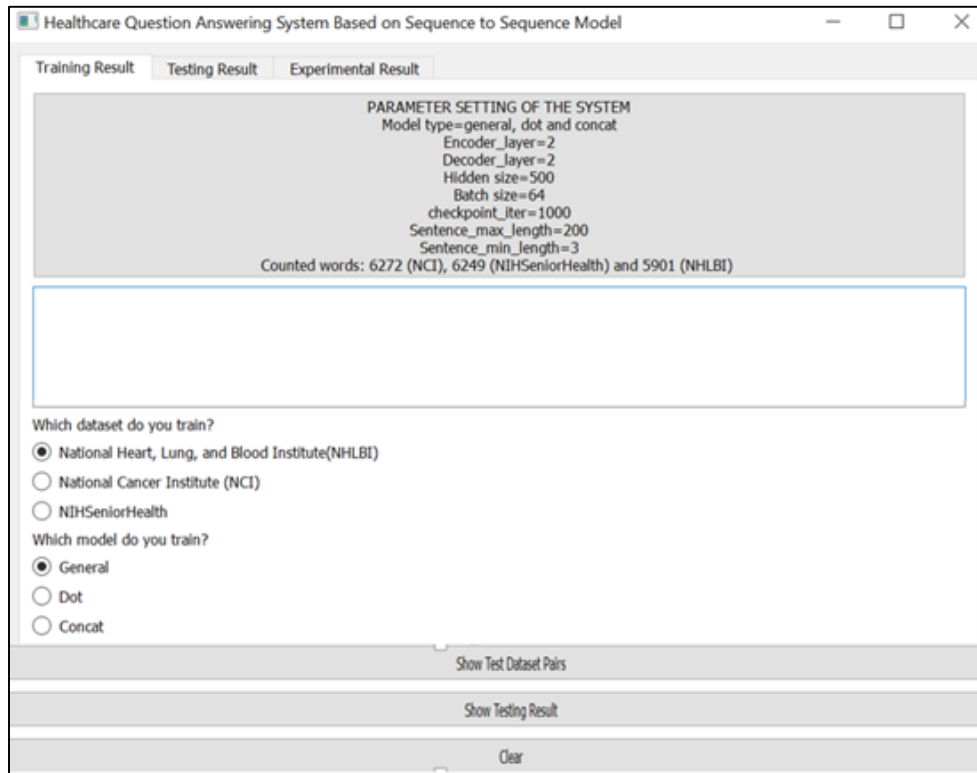 Healthcare Question Answering System Based on Sequence to Sequence Model
Training Result
Testing Result
Experimental Result
PARAMETER SETTING OF THE SYSTEM
Model type=general, dot and concat
Encoder_layer=2
Decoder_layer=2
Hidden size=500
Batch size=64
checkpoint_iter=1000
Sentence_max_length=200
Sentence_min_length=3
Counted words: 6272 (NCI), 6249 (NIHSeniorHealth) and 5901 (NHLBI)
Which dataset do you train?
National Heart, Lung, and Blood Institute(NHLBI)
National Cancer Institute (NCI)
NIHSeniorHealth
Which model do you train?
General
Dot
Concat
Show Test Dataset Pairs
Show Testing Result
Clear